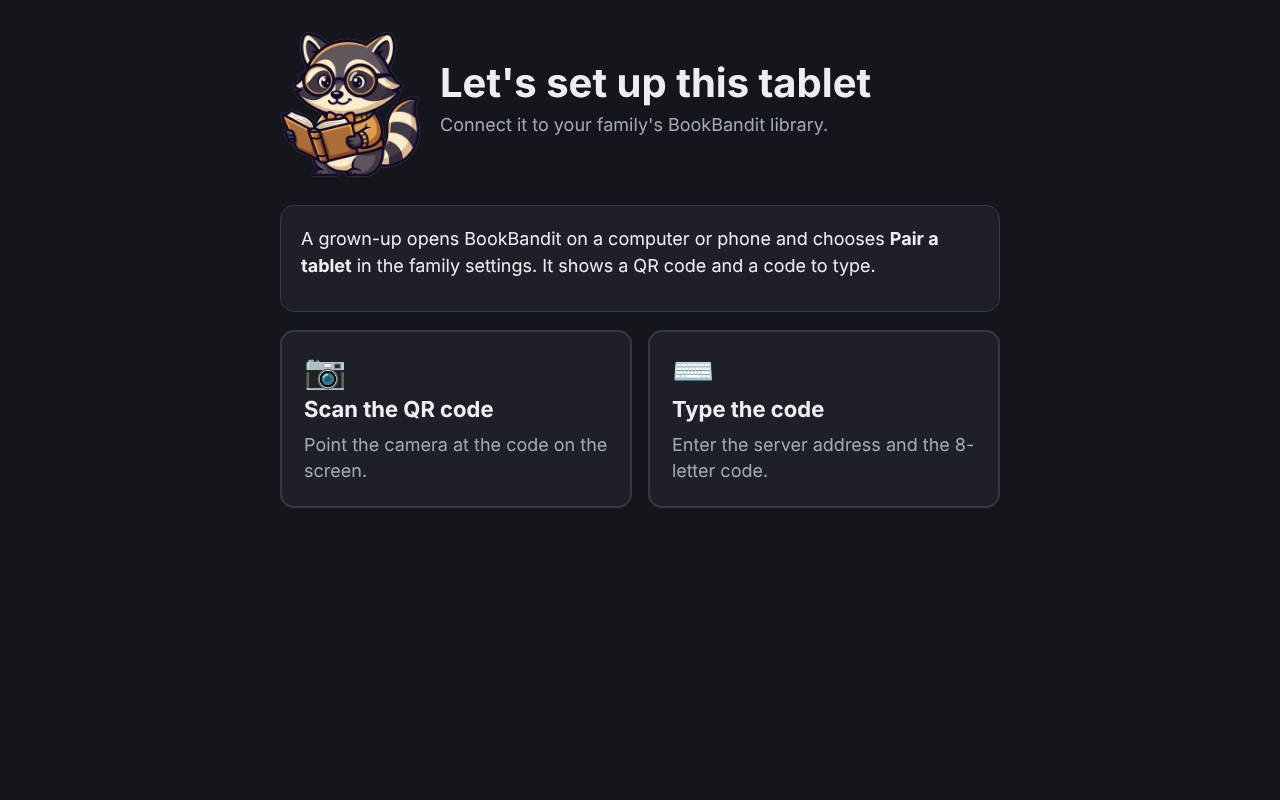 Let's set up this tablet
Connect it to your family's BookBandit library.
A grown-up opens BookBandit on a computer or phone and chooses Pair a
tablet in the family settings. It shows a QR code and a code to type.
Scan the QR code
Point the camera at the code on the
screen.
Type the code
Enter the server address and the 8-
letter code.